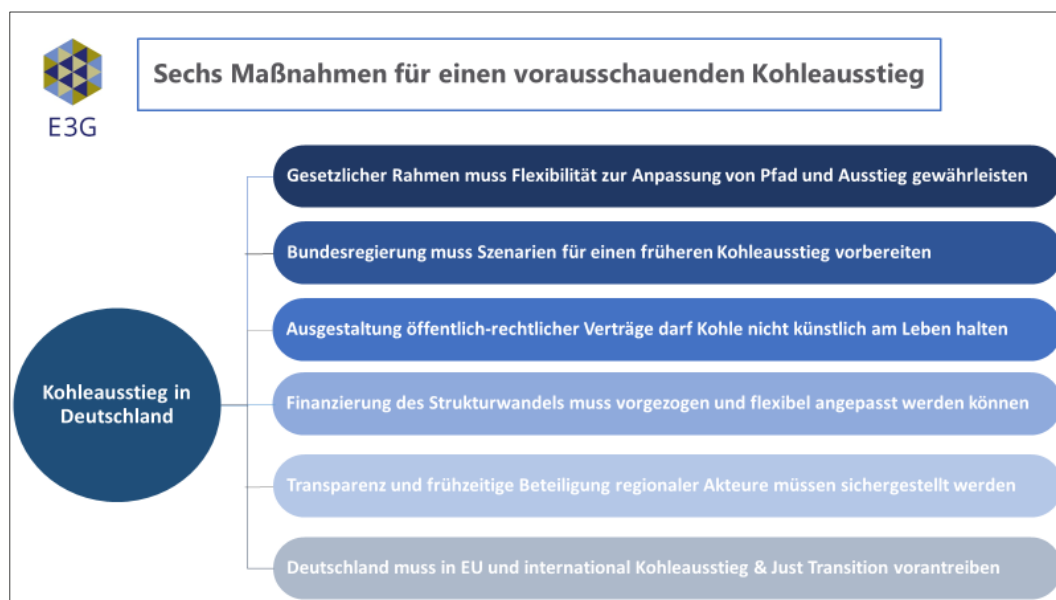 E3G
Sechs Maßnahmen für einen vorausschauenden Kohleausstieg
Kohleausstieg in
Deutschland
Gesetzlicher Rahmen muss Flexibilität zur Anpassung von Pfad und Ausstieg gewährleisten
Bundesregierung muss Szenarien für einen früheren Kohleausstieg vorbereiten
Ausgestaltung öffentlich-rechtlicher Verträge darf Kohle nicht künstlich am Leben halten
Finanzierung des Strukturwandels muss vorgezogen und flexibel angepasst werden können
Transparenz und frühzeitige Beteiligung regionaler Akteure müssen sichergestellt werden
Deutschland muss in EU und international Kohleausstieg & Just Transition vorantreiben